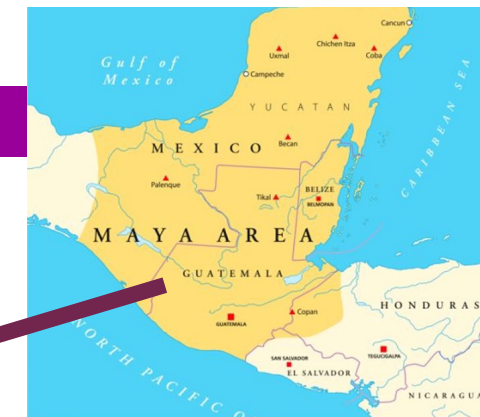 Cancun
Gulf of
Mexico
Uxmal
Chichen Itza
Coba
Campeche
YUCATAN
CARIBBEAN SEA
MEXICO
Becan
Palenque
Tikal
BELIZE
BELMOPAN
MAYA AREA
GUATEMALA
HONDURAS
Copan
GUATEMALA
NORTH PACIFIC O
SAN SALVADOR
TEGUCIGALPA
EL SALVADOR
NICARAGUA